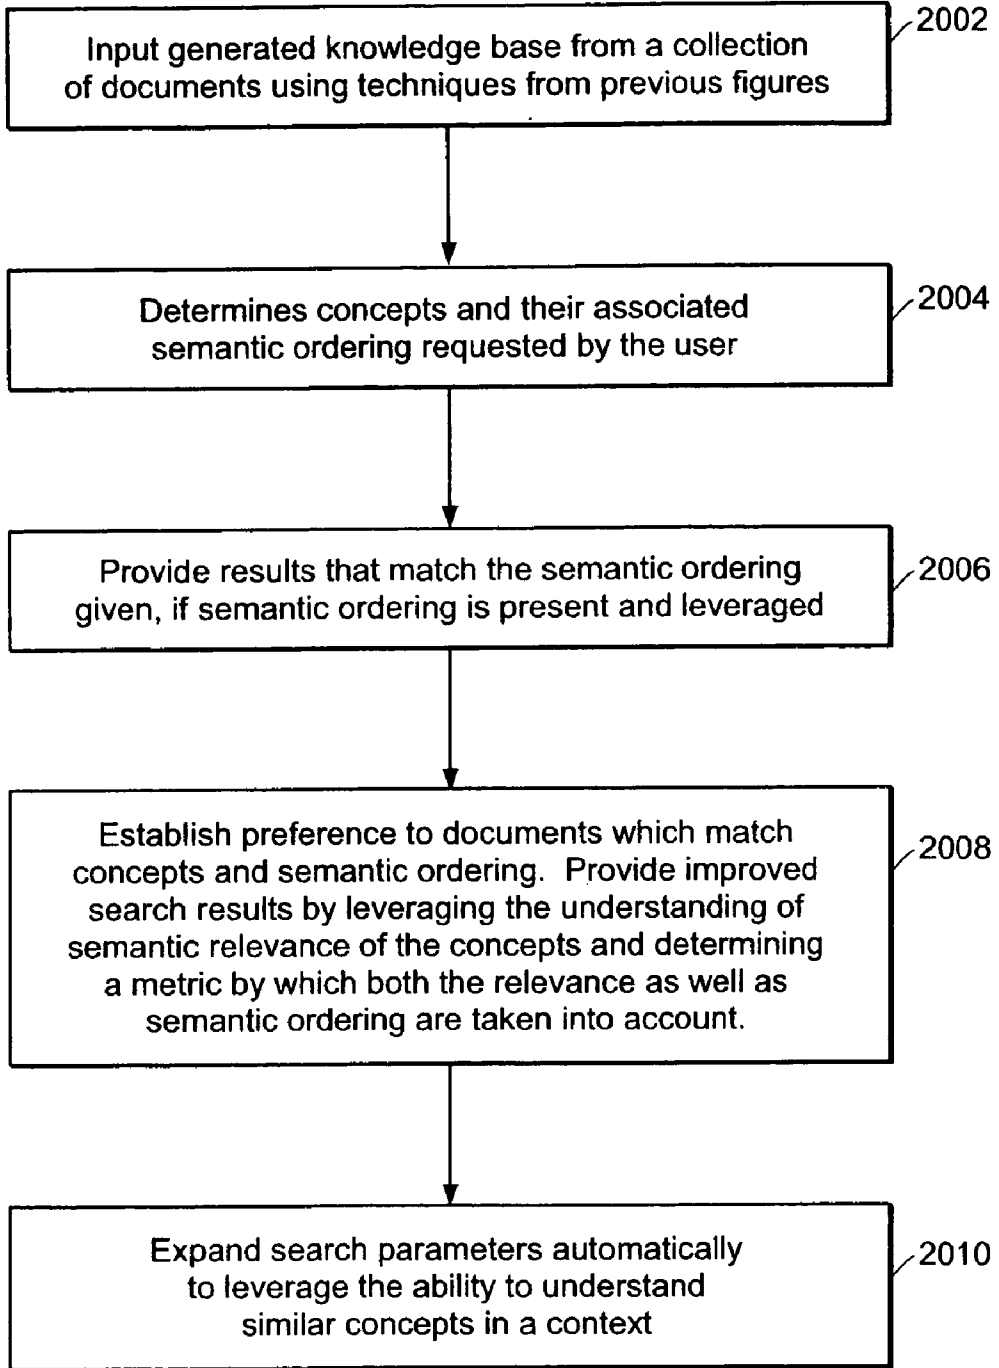 2002
Input generated knowledge base from a collection
of documents using techniques from previous figures
2004
Determines concepts and their associated
semantic ordering requested by the user
2006
Provide results that match the semantic ordering
given, if semantic ordering is present and leveraged
2008
Establish preference to documents which match
concepts and semantic ordering. Provide improved
search results by leveraging the understanding of
semantic relevance of the concepts and determining
a metric by which both the relevance as well as
semantic ordering are taken into account.
2010
Expand search parameters automatically
to leverage the ability to understand
similar concepts in a context